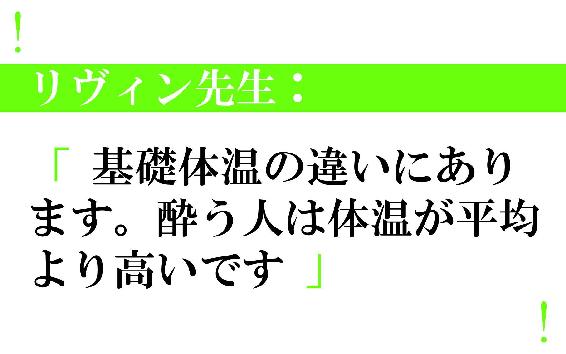 ！
リヴィン先生：
「 基礎体温の違いにあり
ます。酔う人は体温が平均
より高いです 」
！